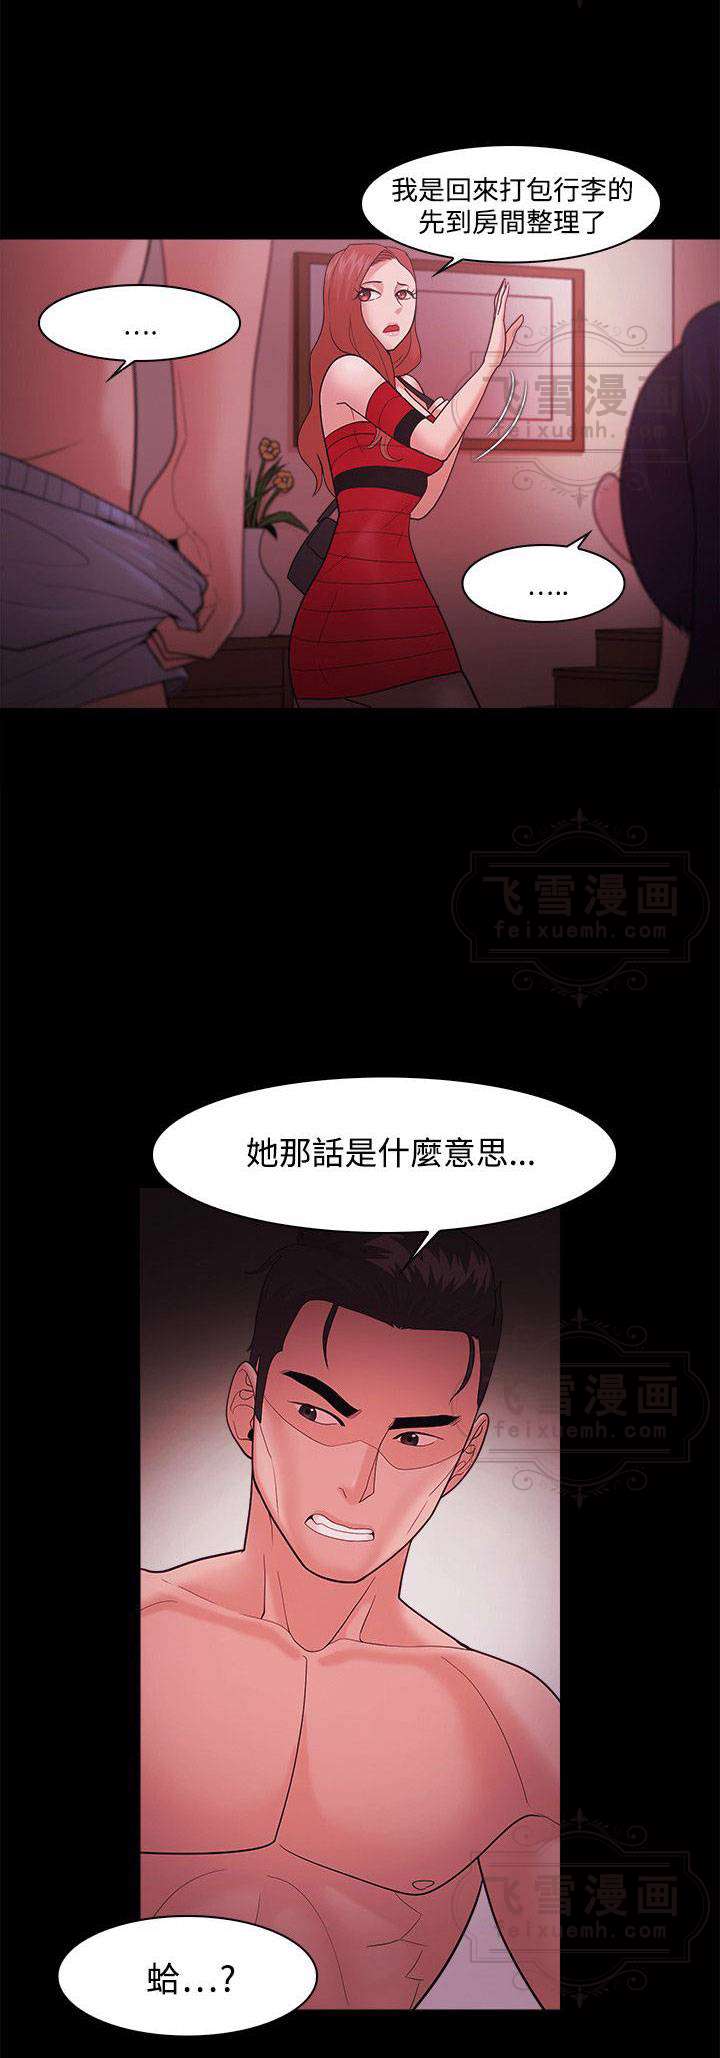 我是回來打包行李的
先到房間整理了
....
飞雪漫画
feixuemh.com
.....
飞雪漫画
feixuemh.com
她那話是什麼意思...
飞雪漫画
feixuemh.com
飞雪漫画
feixuemh.com
蛤...?